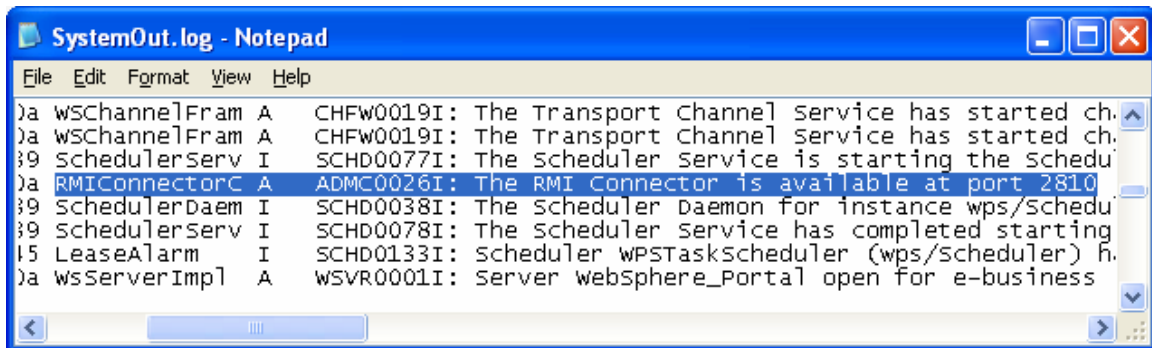 SystemOut.log - Notepad
File Edit Format View Help
)a WSChannelFram A CHFW0019I: The Transport Channel Service has started ch
)a WSChannelFram A CHFW0019I: The Transport Channel Service has started ch
39 SchedulerServ I SCHD0077I: The Scheduler Service is starting the Schedu
)a RMIConnectorC A ADMC0026I: The RMI Connector is available at port 2810
39 SchedulerDaem I SCHD0038I: The Scheduler Daemon for instance wps/Schedu
39 SchedulerServ I SCHD0078I: The Scheduler Service has completed starting
45 LeaseAlarm I SCHD0133I: Scheduler WPSTaskScheduler (wps/Scheduler) h
)a WsServerImpl A WSVR0001I: Server WebSphere_Portal open for e-business